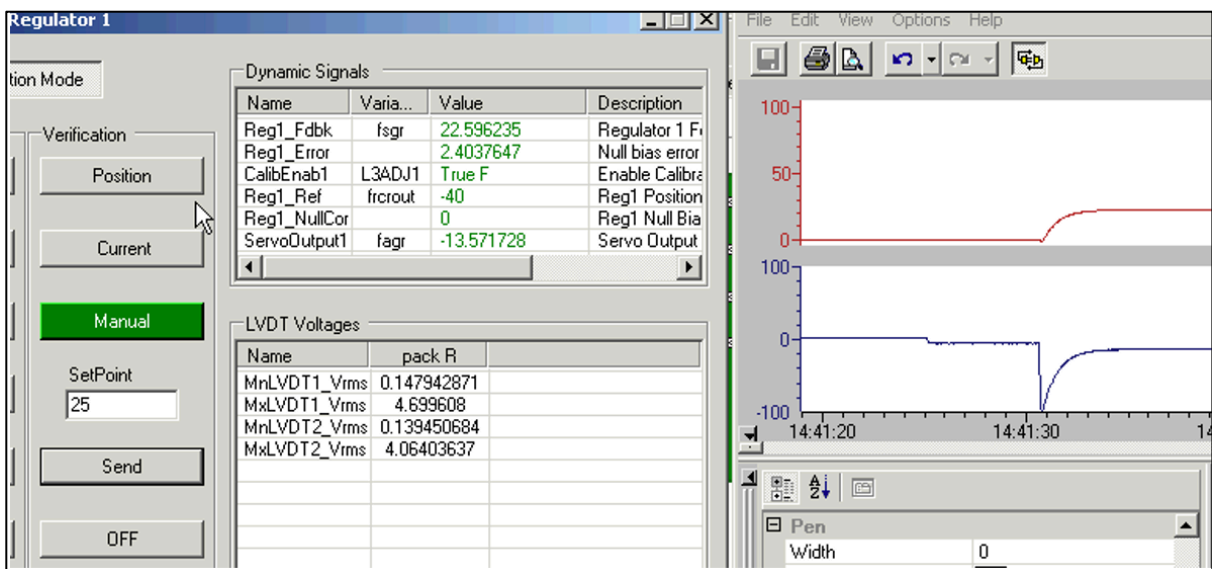 Regulator 1
tion Mode
Verification
Position
Current
Manual
SetPoint
25
Send
OFF
Dynamic Signals
Name Varia... Value Description
Reg1_Fdbk fsgr 22.596235 Regulator 1 F
Reg1_Error 2.4037647 Null bias error
CalibEnab1 L3ADJ1 True F Enable Calibra
Reg1_Ref frcrout -40 Reg1 Position
Reg1_NullCor 0 Reg1 Null Bia
ServoOutput1 fagr -13.571728 Servo Output
LVDT Voltages
Name pack R
MnLVDT1_Vrms 0.147942871
MxLVDT1_Vrms 4.699608
MnLVDT2_Vrms 0.139450684
MxLVDT2_Vrms 4.06403637
File Edit View Options Help
100
50
0
100
0
-100
14:41:20 14:41:30 14
Pen
Width 0